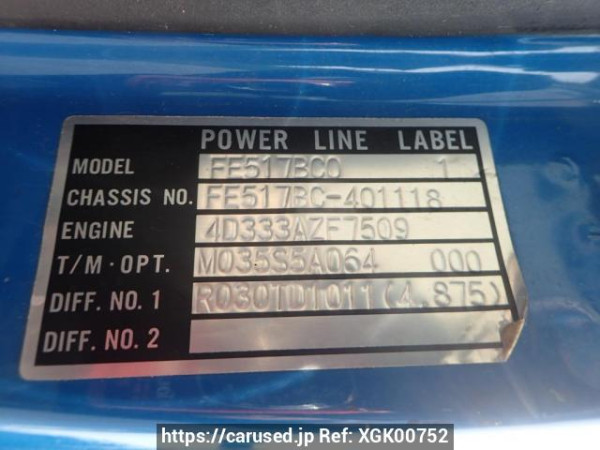 POWER LINE LABEL
MODEL FE517BC0 1
CHASSIS NO. FE517BC-401118
ENGINE 4D333AZF7509
T/M·OPT. M035S5A064 000
DIFF. NO. 1 R030TD1011(4.875)
DIFF. NO. 2
https://carused.jp Ref: XGK00752